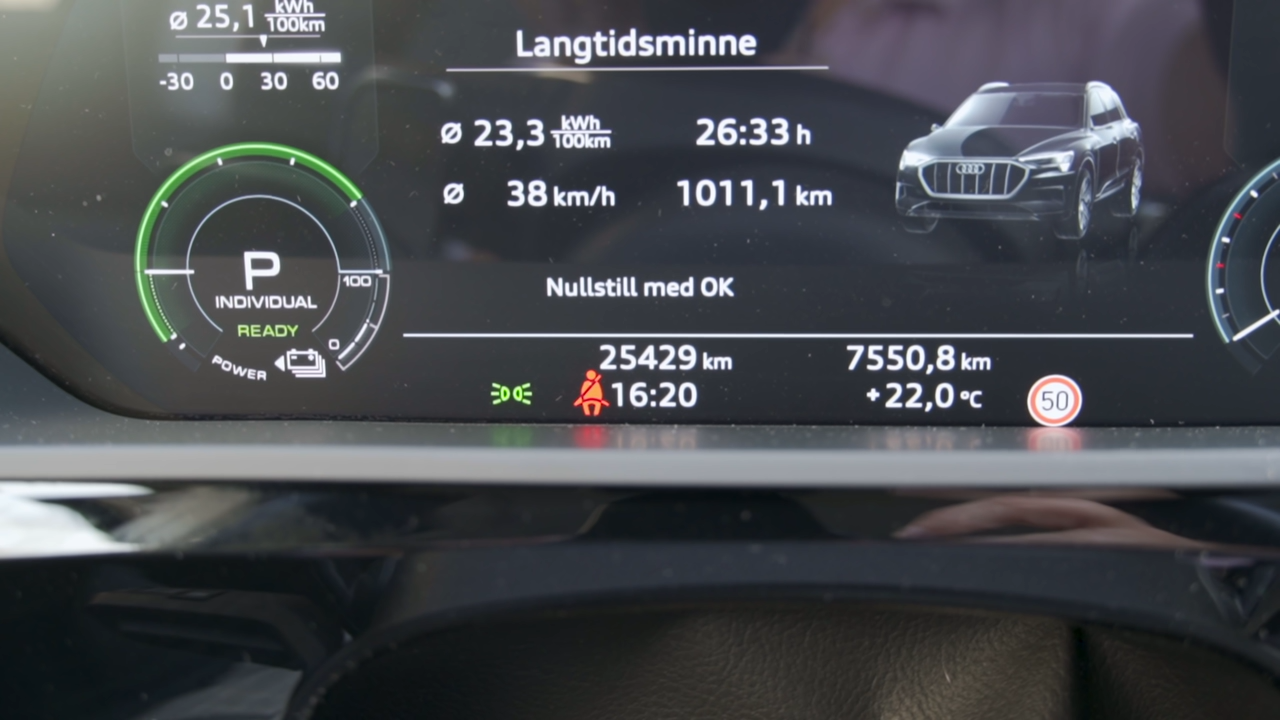 ø 25,1 kWh/100km
-30 0 30 60
P
INDIVIDUAL
READY
POWER
100
0
Langtidsminne
ø 23,3 kWh/100km 26:33 h
ø 38 km/h 1011,1 km
Nullstill med OK
25429 km 7550,8 km
16:20 +22,0 °C
50